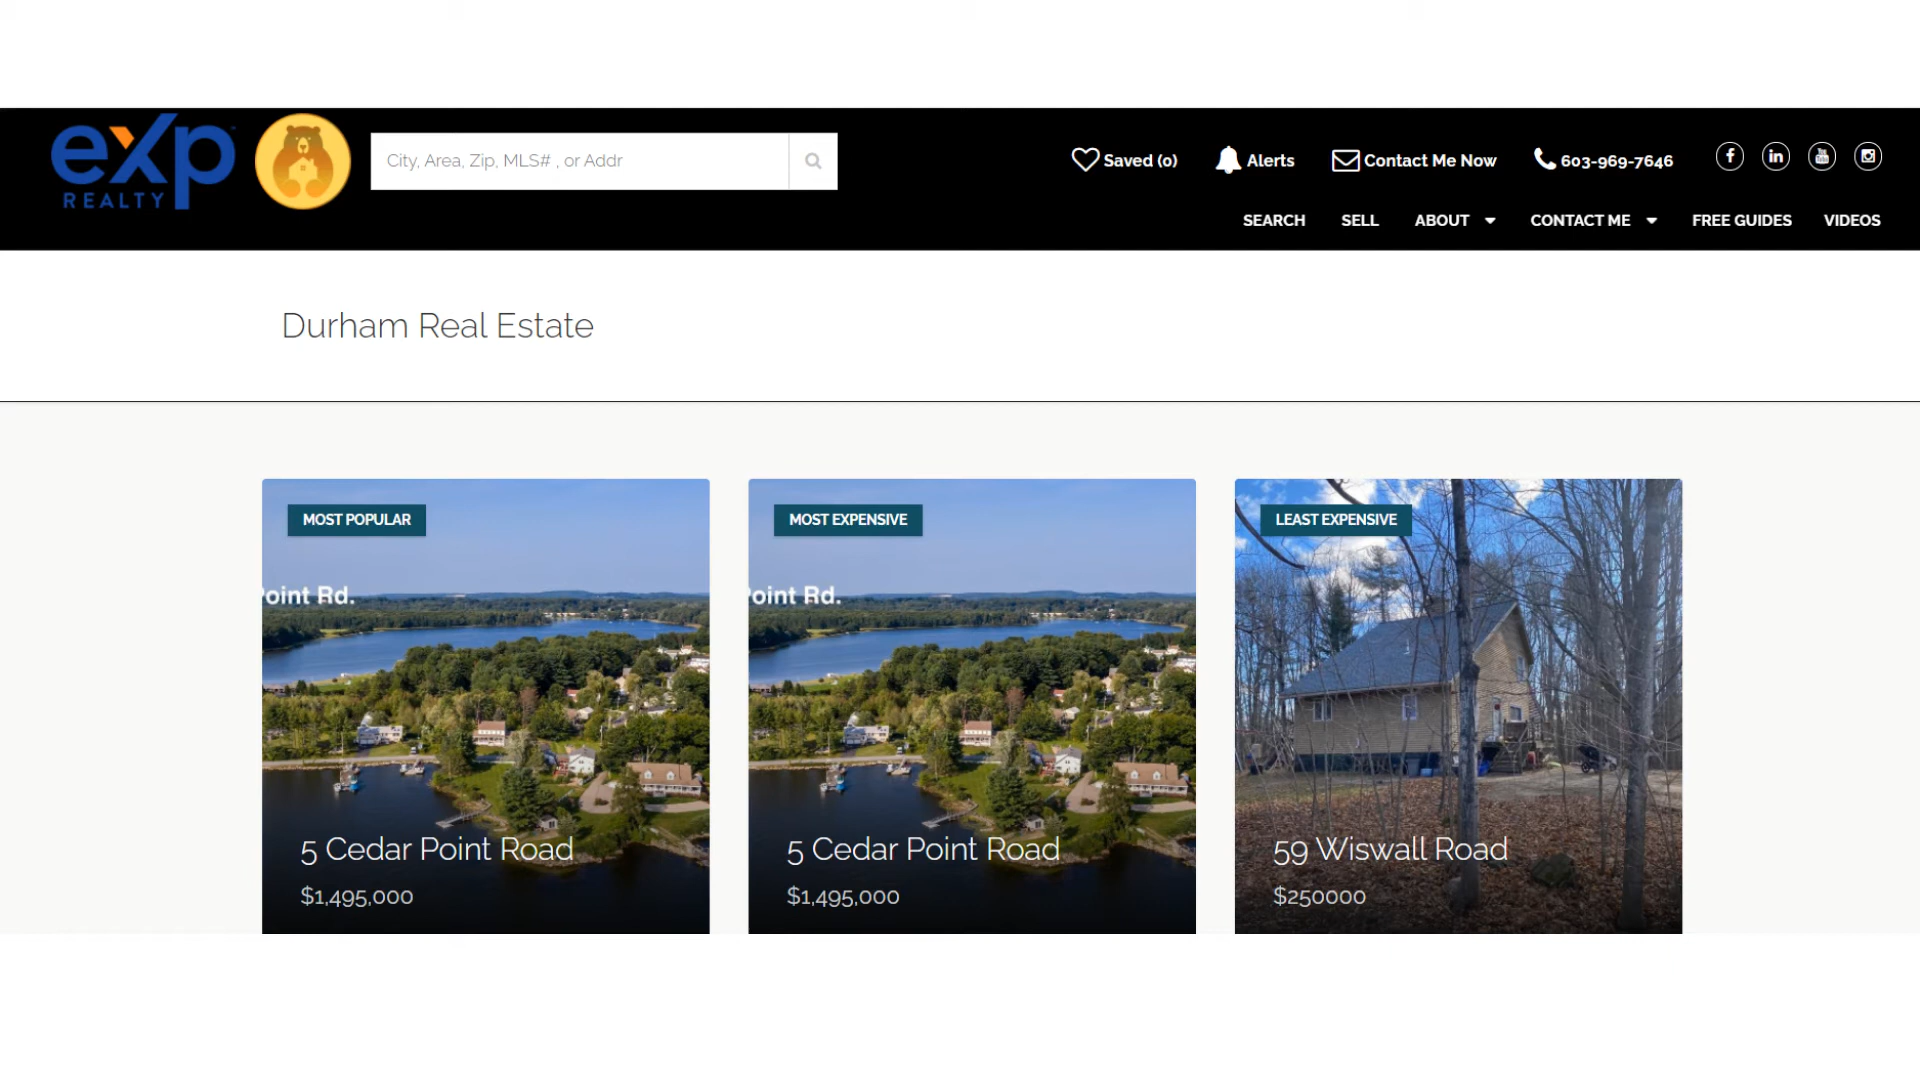 eXp
REALTY
City, Area, Zip, MLS# , or Addr
Saved (0)
Alerts
Contact Me Now
603-969-7646
SEARCH
SELL
ABOUT
CONTACT ME
FREE GUIDES
VIDEOS
Durham Real Estate
MOST POPULAR
oint Rd.
5 Cedar Point Road
$1,495,000
MOST EXPENSIVE
oint Rd.
5 Cedar Point Road
$1,495,000
LEAST EXPENSIVE
59 Wiswall Road
$250000